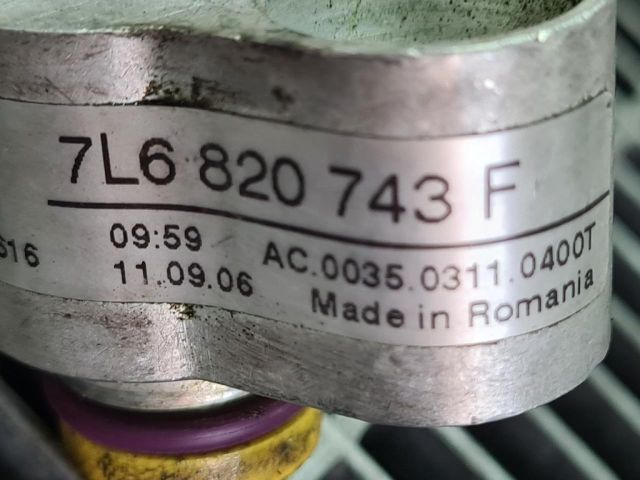 7L6 820 743 F
09:59 AC.0035.0311.0400T
11.09.06 Made in Romania